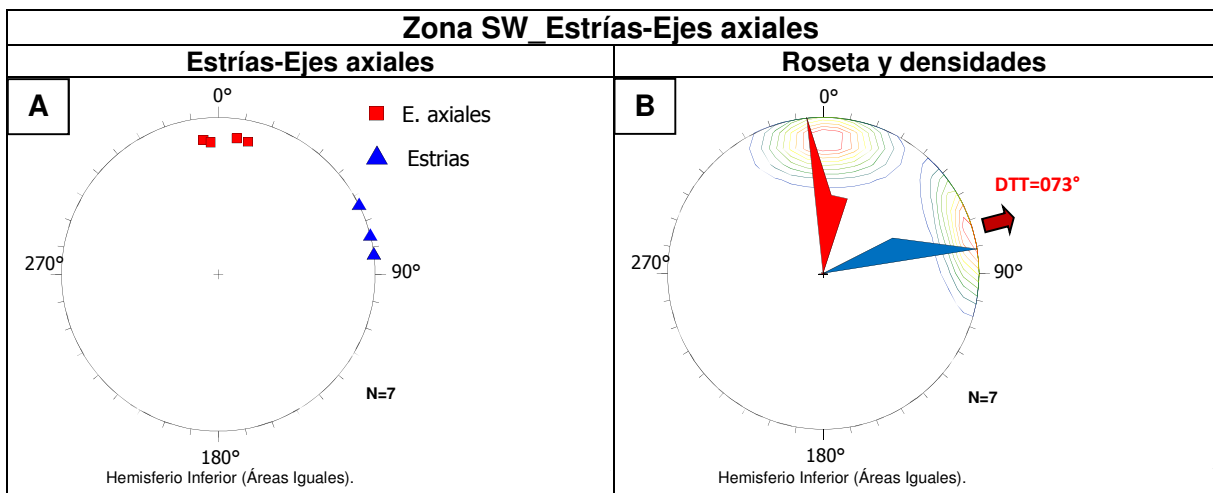 Zona SW_Estrías-Ejes axiales
Estrías-Ejes axiales
Roseta y densidades
A
0°
E. axiales
Estrias
270°
90°
N=7
180°
Hemisferio Inferior (Áreas Iguales).
B
0°
DTT=073°
270°
90°
N=7
180°
Hemisferio Inferior (Áreas Iguales).